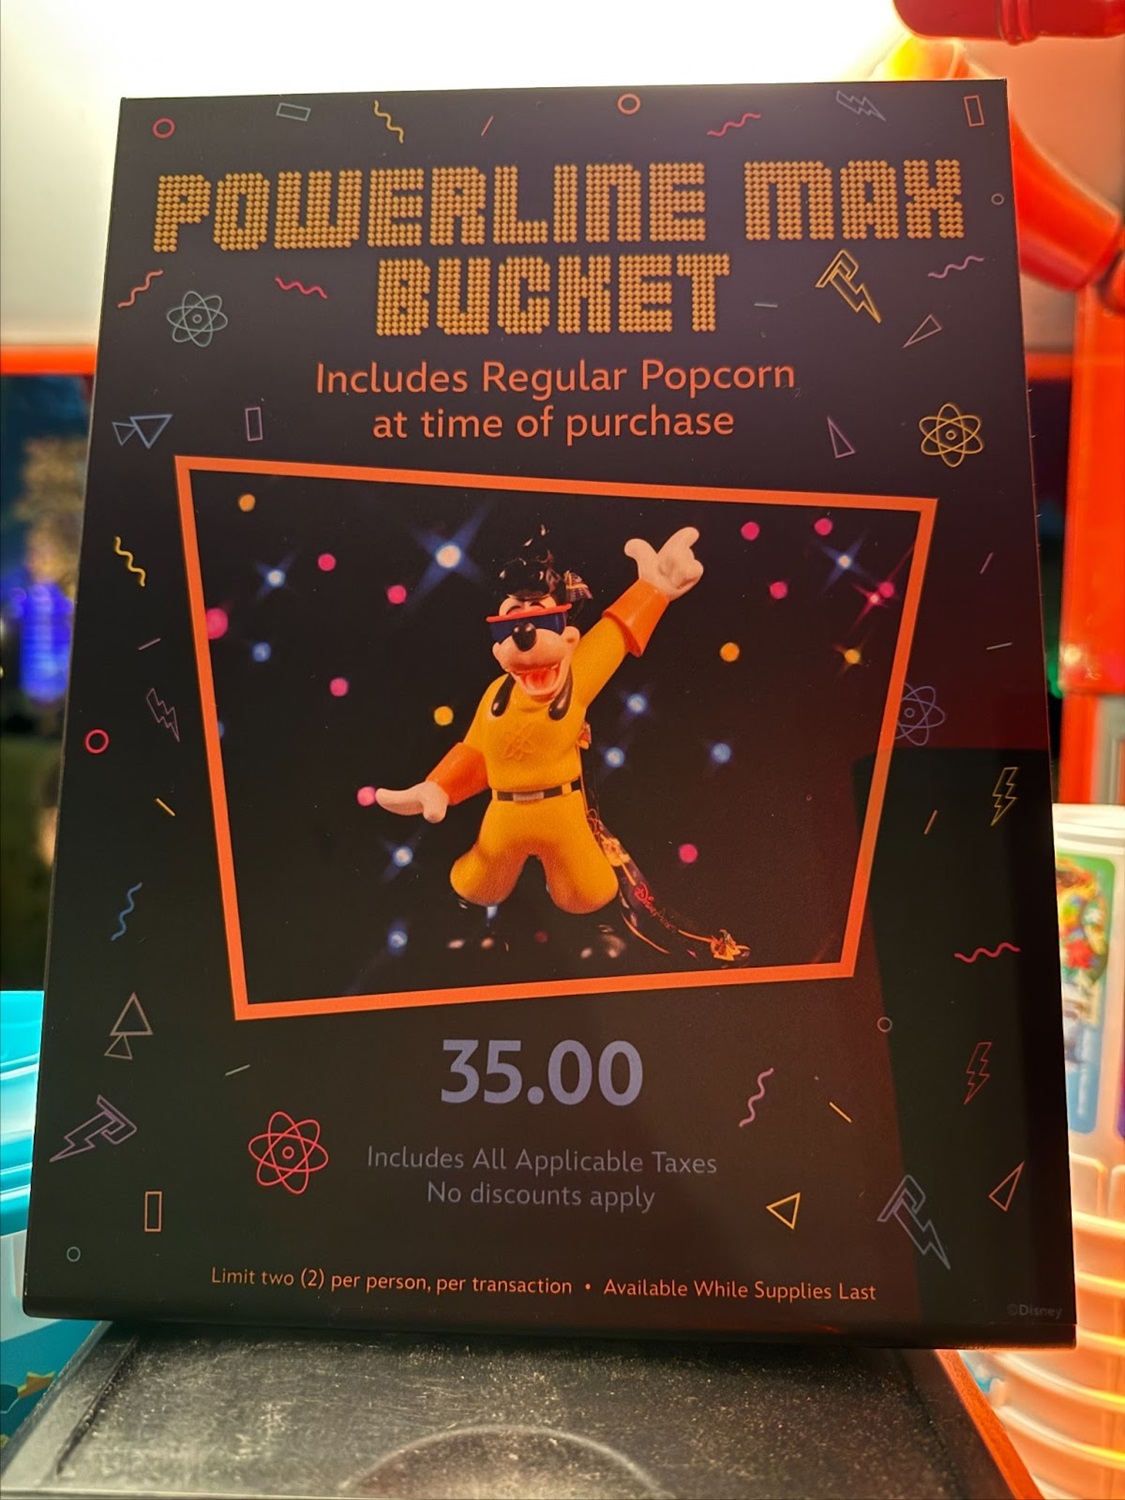 POWERLINE MAX
BUCKET
Includes Regular Popcorn
at time of purchase
35.00
Includes All Applicable Taxes
No discounts apply
Limit two (2) per person, per transaction • Available While Supplies Last
©Disney